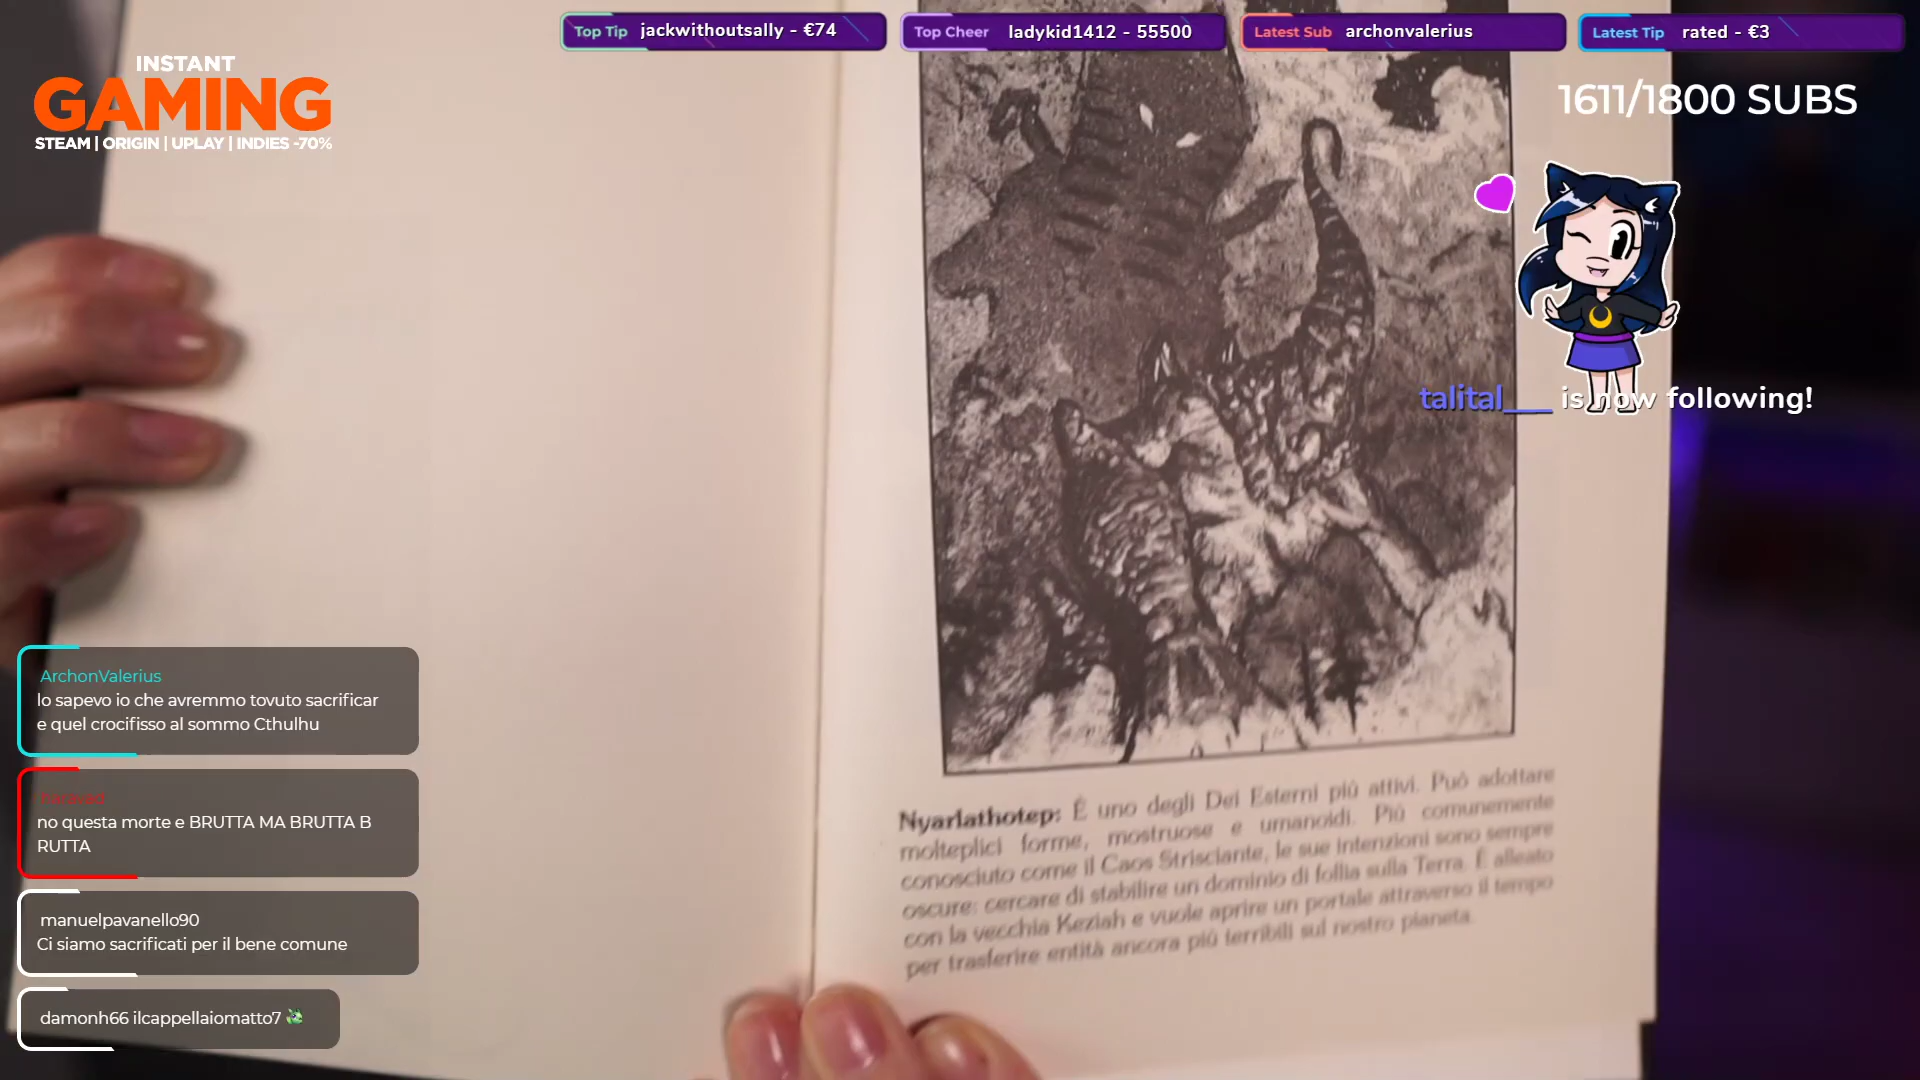 Top Tip jackwithoutsally - €74
Top Cheer ladykid1412 - 55500
Latest Sub archonvalerius
Latest Tip rated - €3
INSTANT
GAMING
STEAM | ORIGIN | UPLAY | INDIES -70%
1611/1800 SUBS
talital___ is now following!
ArchonValerius
lo sapevo io che avremmo tovuto sacrificar
e quel crocifisso al sommo Cthulhu
no questa morte e BRUTTA MA BRUTTA B
RUTTA
manuelpavanello90
Ci siamo sacrificati per il bene comune
damonh66 ilcappellaiomatto7
Nyarlathotep: È uno degli Dei Esterni più attivi. Può adottare
molteplici forme, mostruose e umanoidi. Più comunemente
conosciuto come il Caos Strisciante, le sue intenzioni sono sempre
oscure: cercare di stabilire un dominio di follia sulla Terra. È alleato
con la vecchia Keziah e vuole aprire un portale attraverso il tempo
per trasferire entità ancora più terribili sul nostro pianeta.